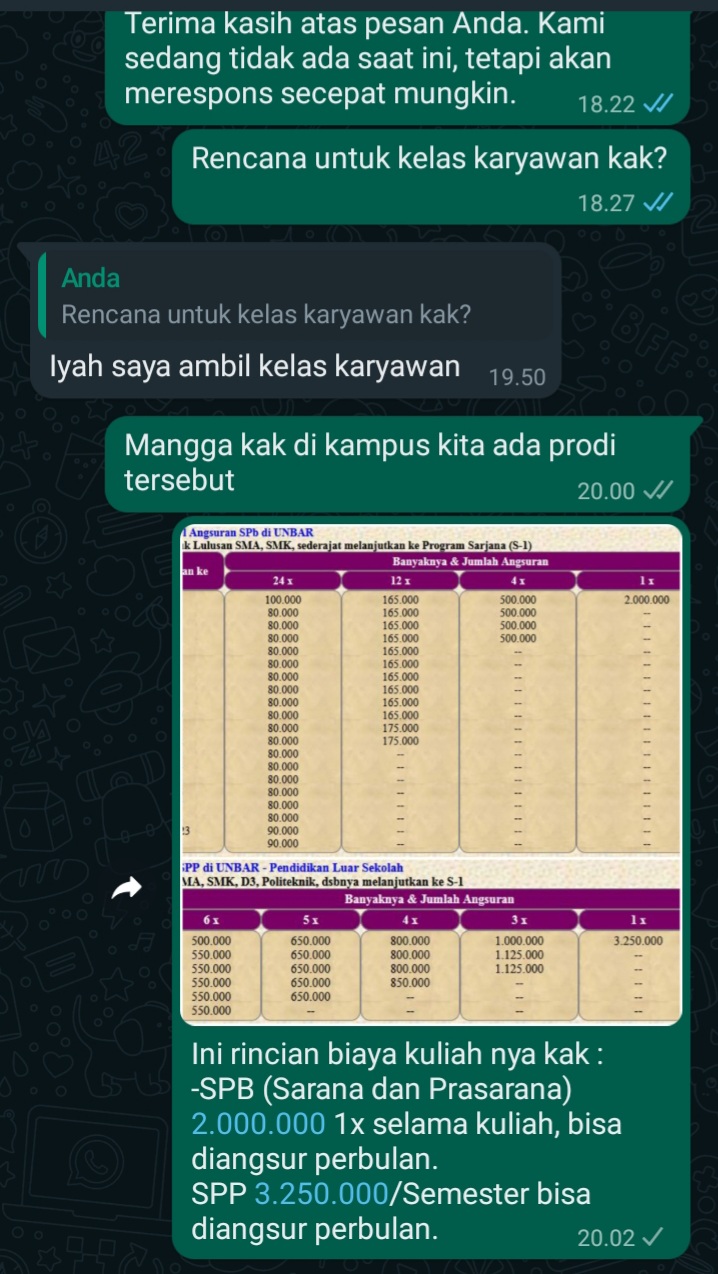 Terima kasih atas pesan Anda. Kami
sedang tidak ada saat ini, tetapi akan
merespons secepat mungkin. 18.22
Rencana untuk kelas karyawan kak?
18.27
Anda
Rencana untuk kelas karyawan kak?
Iyah saya ambil kelas karyawan 19.50
Mangga kak di kampus kita ada prodi
tersebut 20.00
Angsuran SPb di UNBAR
Lulusan SMA, SMK, sederajat melanjutkan ke Program Sarjana (S-1)
ke Banyaknya & Jumlah Angsuran
24 x 12 x 4 x 1 x
100.000 165.000 500.000 2.000.000
80.000 165.000 500.000 --
80.000 165.000 500.000 --
80.000 165.000 500.000 --
80.000 165.000 -- --
80.000 165.000 -- --
80.000 165.000 -- --
80.000 165.000 -- --
80.000 165.000 -- --
80.000 165.000 -- --
80.000 175.000 -- --
80.000 175.000 -- --
80.000 -- -- --
80.000 -- -- --
80.000 -- -- --
80.000 -- -- --
80.000 -- -- --
80.000 -- -- --
90.000 -- -- --
90.000 -- -- --
SPP di UNBAR - Pendidikan Luar Sekolah
MA, SMK, D3, Politeknik, dsbnya melanjutkan ke S-1
Banyaknya & Jumlah Angsuran
6 x 5 x 4 x 3 x 1 x
500.000 650.000 800.000 1.000.000 3.250.000
550.000 650.000 800.000 1.125.000 --
550.000 650.000 800.000 1.125.000 --
550.000 650.000 850.000 -- --
550.000 650.000 -- -- --
550.000 -- -- -- --
Ini rincian biaya kuliah nya kak :
-SPB (Sarana dan Prasarana)
2.000.000 1x selama kuliah, bisa
diangsur perbulan.
SPP 3.250.000/Semester bisa
diangsur perbulan. 20.02